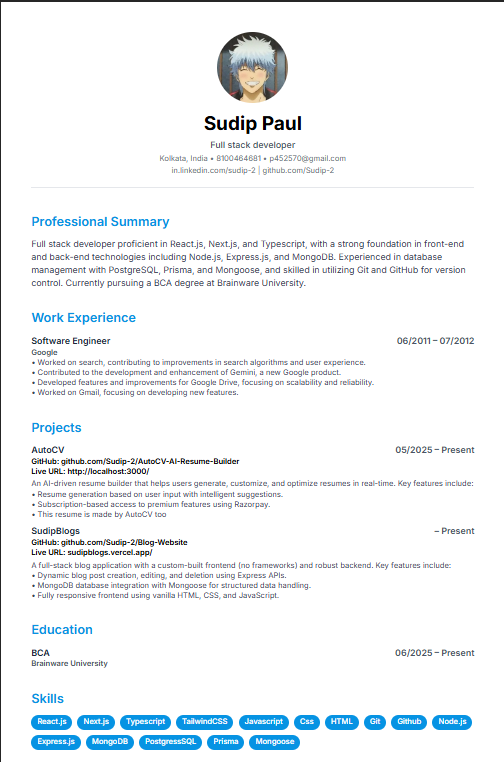 Sudip Paul
Full stack developer
Kolkata, India • 8100464681 • p452570@gmail.com
in.linkedin.com/sudip-2 | github.com/Sudip-2
Professional Summary
Full stack developer proficient in React.js, Next.js, and Typescript, with a strong foundation in front-end
and back-end technologies including Node.js, Express.js, and MongoDB. Experienced in database
management with PostgreSQL, Prisma, and Mongoose, and skilled in utilizing Git and GitHub for version
control. Currently pursuing a BCA degree at Brainware University.
Work Experience
Software Engineer 06/2011 – 07/2012
Google
• Worked on search, contributing to improvements in search algorithms and user experience.
• Contributed to the development and enhancement of Gemini, a new Google product.
• Developed features and improvements for Google Drive, focusing on scalability and reliability.
• Worked on Gmail, focusing on developing new features.
Projects
AutoCV 05/2025 – Present
GitHub: github.com/Sudip-2/AutoCV-AI-Resume-Builder
Live URL: http://localhost:3000/
An AI-driven resume builder that helps users generate, customize, and optimize resumes in real-time. Key features include:
• Resume generation based on user input with intelligent suggestions.
• Subscription-based access to premium features using Razorpay.
• This resume is made by AutoCV too
SudipBlogs – Present
GitHub: github.com/Sudip-2/Blog-Website
Live URL: sudipblogs.vercel.app/
A full-stack blog application with a custom-built frontend (no frameworks) and robust backend. Key features include:
• Dynamic blog post creation, editing, and deletion using Express APIs.
• MongoDB database integration with Mongoose for structured data handling.
• Fully responsive frontend using vanilla HTML, CSS, and JavaScript.
Education
BCA 06/2025 – Present
Brainware University
Skills
React.js Next.js Typescript TailwindCSS Javascript Css HTML Git Github Node.js
Express.js MongoDB PostgressSQL Prisma Mongoose